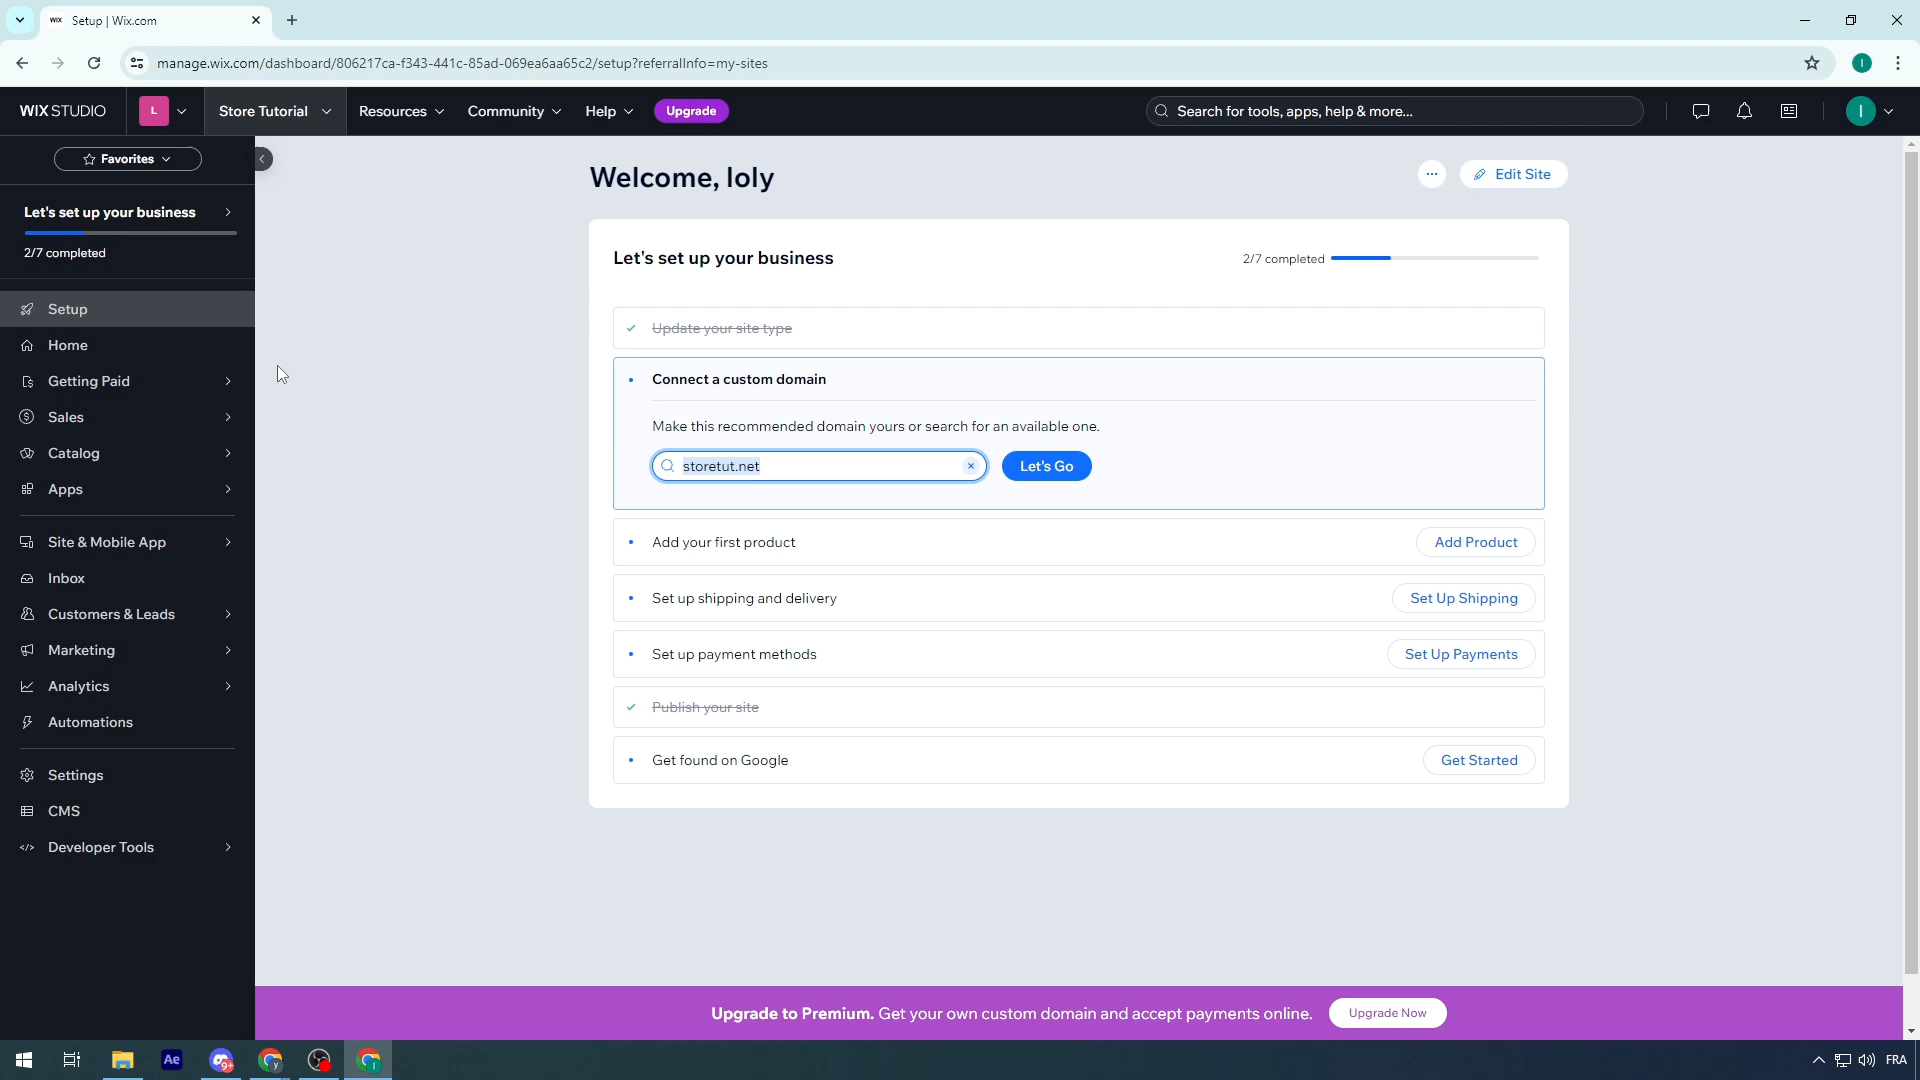 WIX Setup | Wix.com
manage.wix.com/dashboard/806217ca-f343-441c-85ad-069ea6aa65c2/setup?referralInfo=my-sites
I
WIX STUDIO
L
Store Tutorial
Resources
Community
Help
Upgrade
Search for tools, apps, help & more...
I
Favorites
Let's set up your business
2/7 completed
Setup
Home
Getting Paid
Sales
Catalog
Apps
Site & Mobile App
Inbox
Customers & Leads
Marketing
Analytics
Automations
Settings
CMS
Developer Tools
Welcome, loly
Edit Site
Let's set up your business
2/7 completed
Update your site type
Connect a custom domain
Make this recommended domain yours or search for an available one.
storetut.net
Let's Go
Add your first product
Add Product
Set up shipping and delivery
Set Up Shipping
Set up payment methods
Set Up Payments
Publish your site
Get found on Google
Get Started
Upgrade to Premium. Get your own custom domain and accept payments online.
Upgrade Now
Ae
9+
y
I
FRA